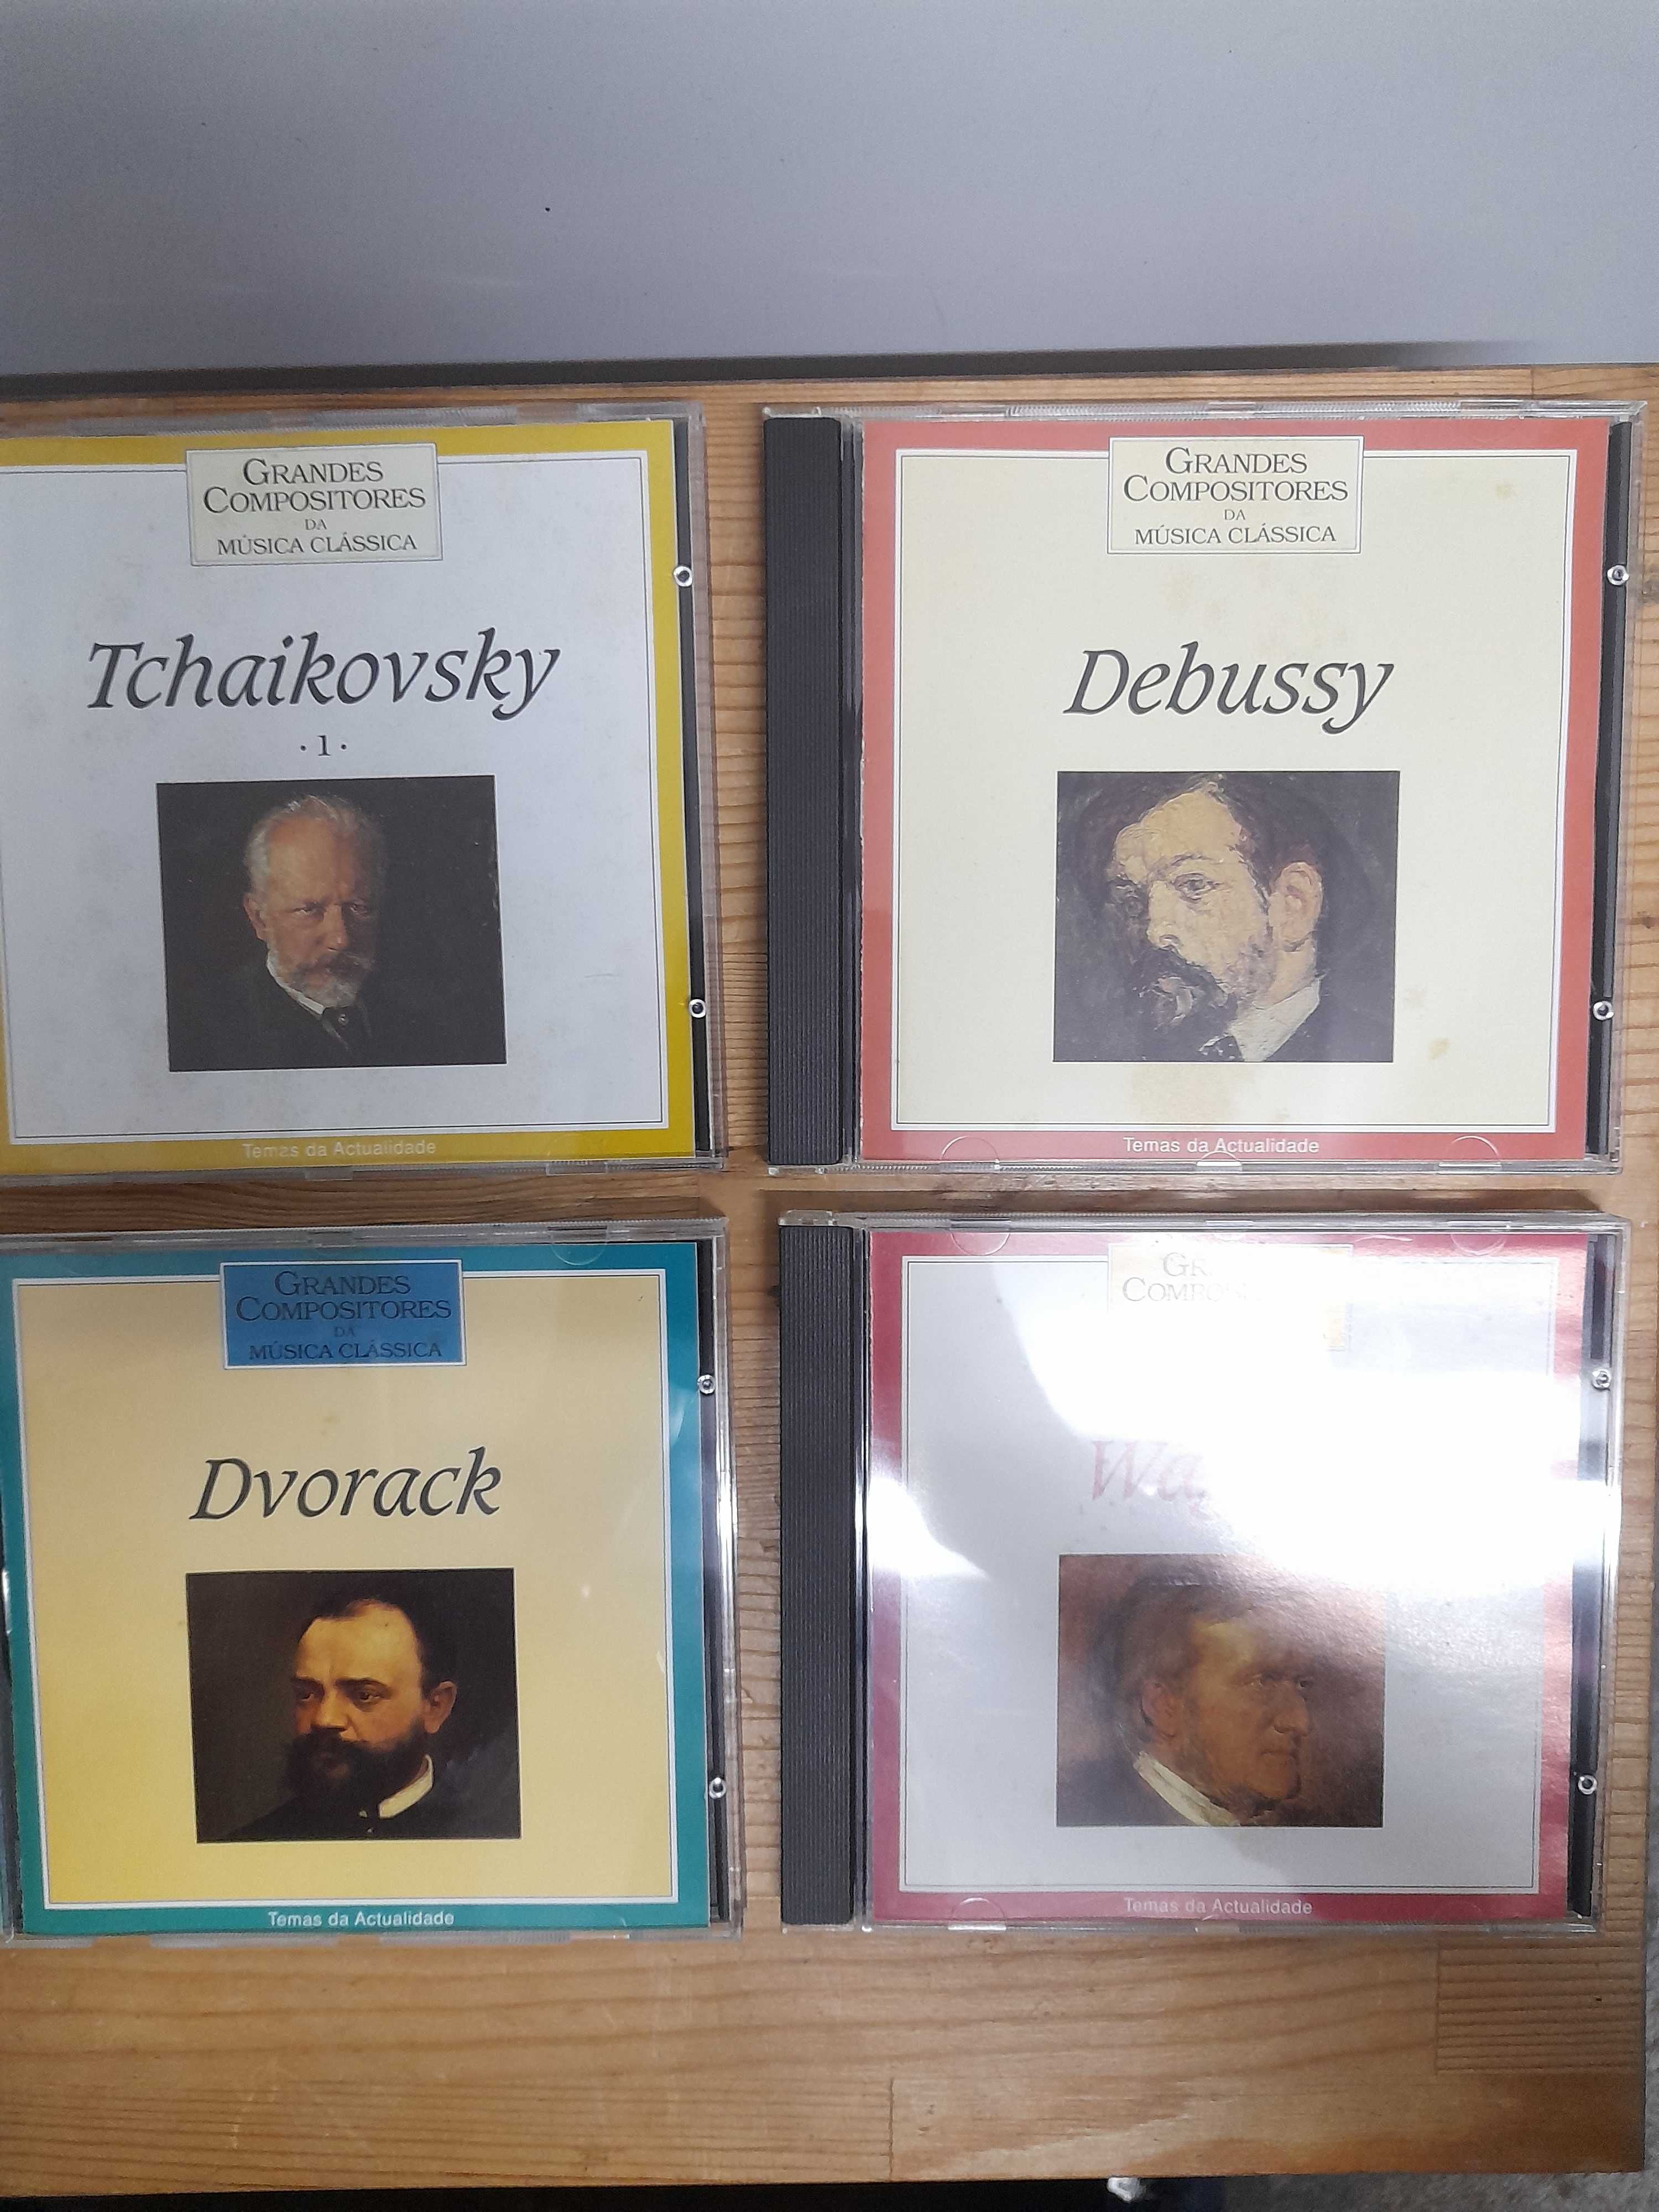 GRANDES
COMPOSITORES
DA
MÚSICA CLÁSSICA
Tchaikovsky
· 1 ·
Temas da Actualidade
GRANDES
COMPOSITORES
DA
MÚSICA CLÁSSICA
Debussy
Temas da Actualidade
GRANDES
COMPOSITORES
DA
MÚSICA CLÁSSICA
Dvorack
Temas da Actualidade
Temas da Actualidade